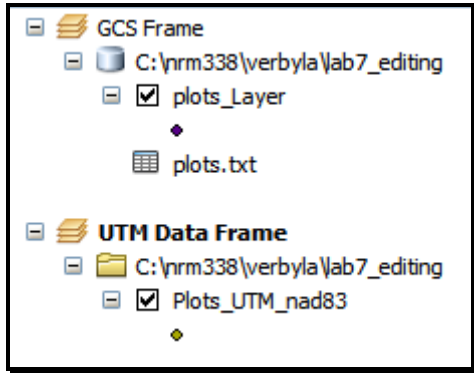 GCS Frame
C:\nrm338\verbyla\lab7_editing
plots_Layer
plots.txt
UTM Data Frame
C:\nrm338\verbyla\lab7_editing
Plots_UTM_nad83